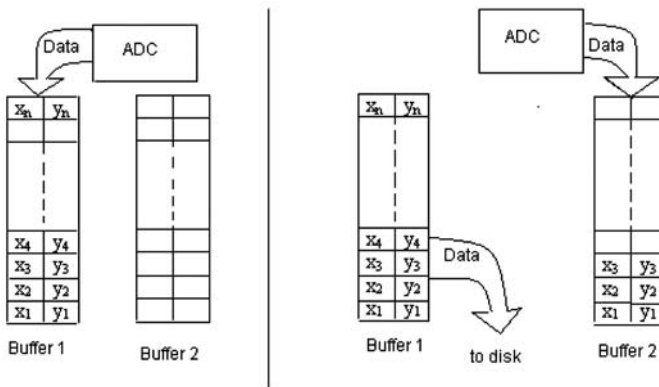 Data
ADC
xn yn
x4 y4
x3 y3
x2 y2
x1 y1
Buffer 1
Buffer 2
ADC
Data
xn yn
x4 y4
x3 y3
x2 y2
x1 y1
Data
Buffer 1
to disk
x3 y3
x2 y2
x1 y1
Buffer 2